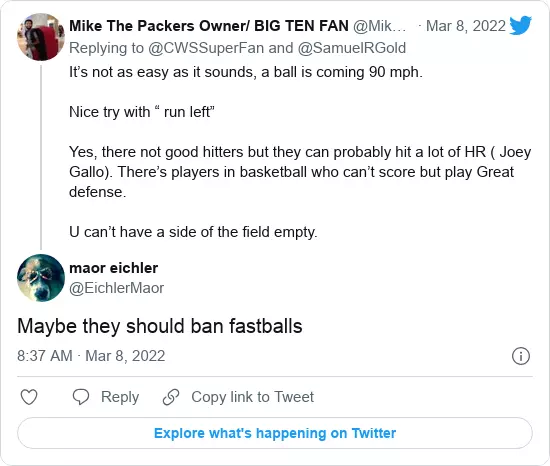 Mike The Packers Owner/ BIG TEN FAN @Mik... · Mar 8, 2022
Replying to @CWSSuperFan and @SamuelRGold
It’s not as easy as it sounds, a ball is coming 90 mph.
Nice try with “ run left”
Yes, there not good hitters but they can probably hit a lot of HR ( Joey
Gallo). There’s players in basketball who can’t score but play Great
defense.
U can’t have a side of the field empty.
maor eichler
@EichlerMaor
Maybe they should ban fastballs
8:37 AM · Mar 8, 2022
Reply
Copy link to Tweet
Explore what's happening on Twitter